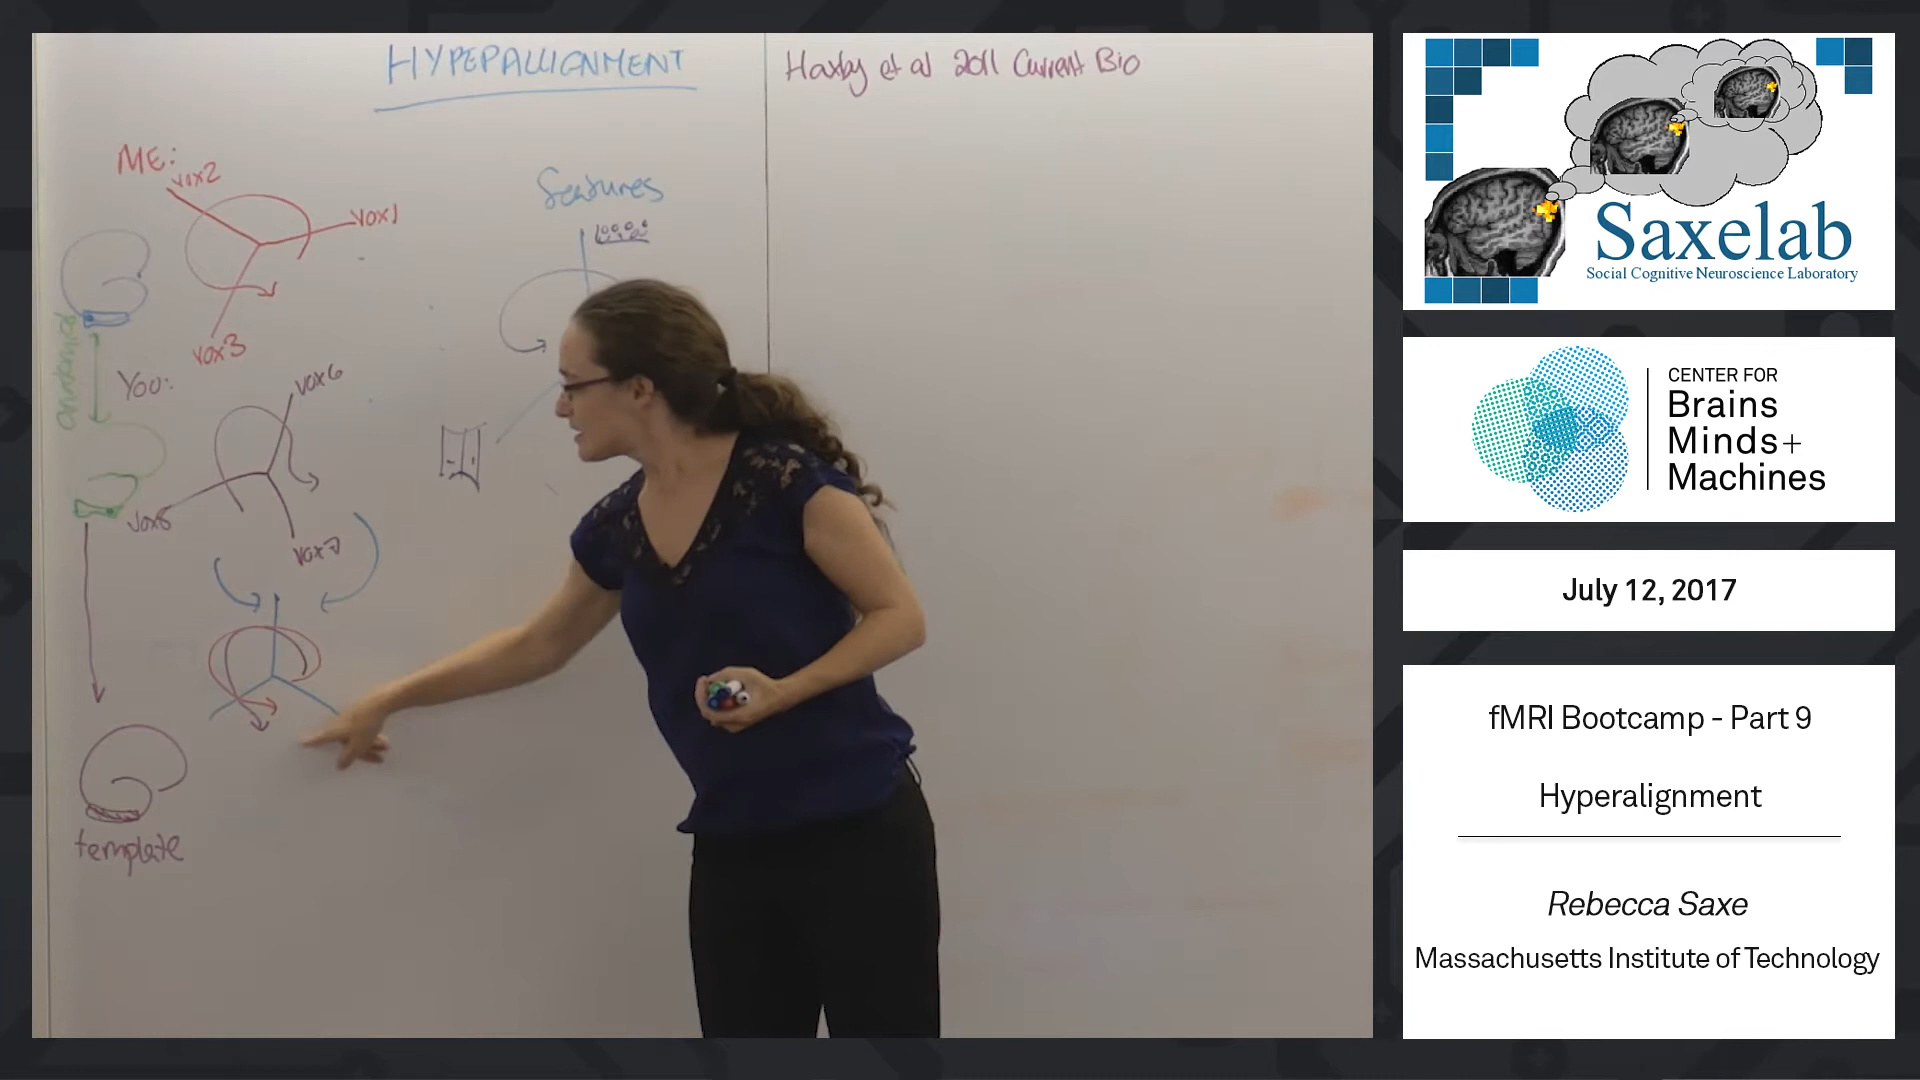 HYPEPALLIGNMENT
Haxby et al 2011 Current Bio
ME:
vox2
vox1
vox3
features
You:
vox6
vox7
template
Saxelab
Social Cognitive Neuroscience Laboratory
CENTER FOR
Brains
Minds+
Machines
July 12, 2017
fMRI Bootcamp - Part 9
Hyperalignment
Rebecca Saxe
Massachusetts Institute of Technology